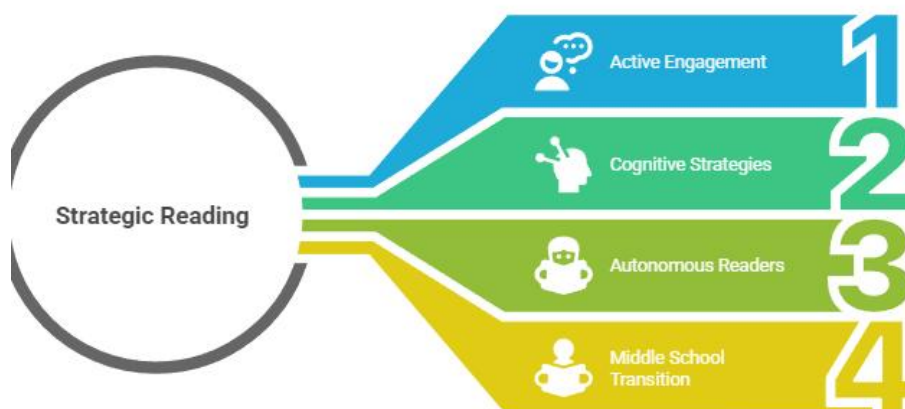 Strategic Reading
Active Engagement
1
Cognitive Strategies
2
Autonomous Readers
3
Middle School
Transition
4